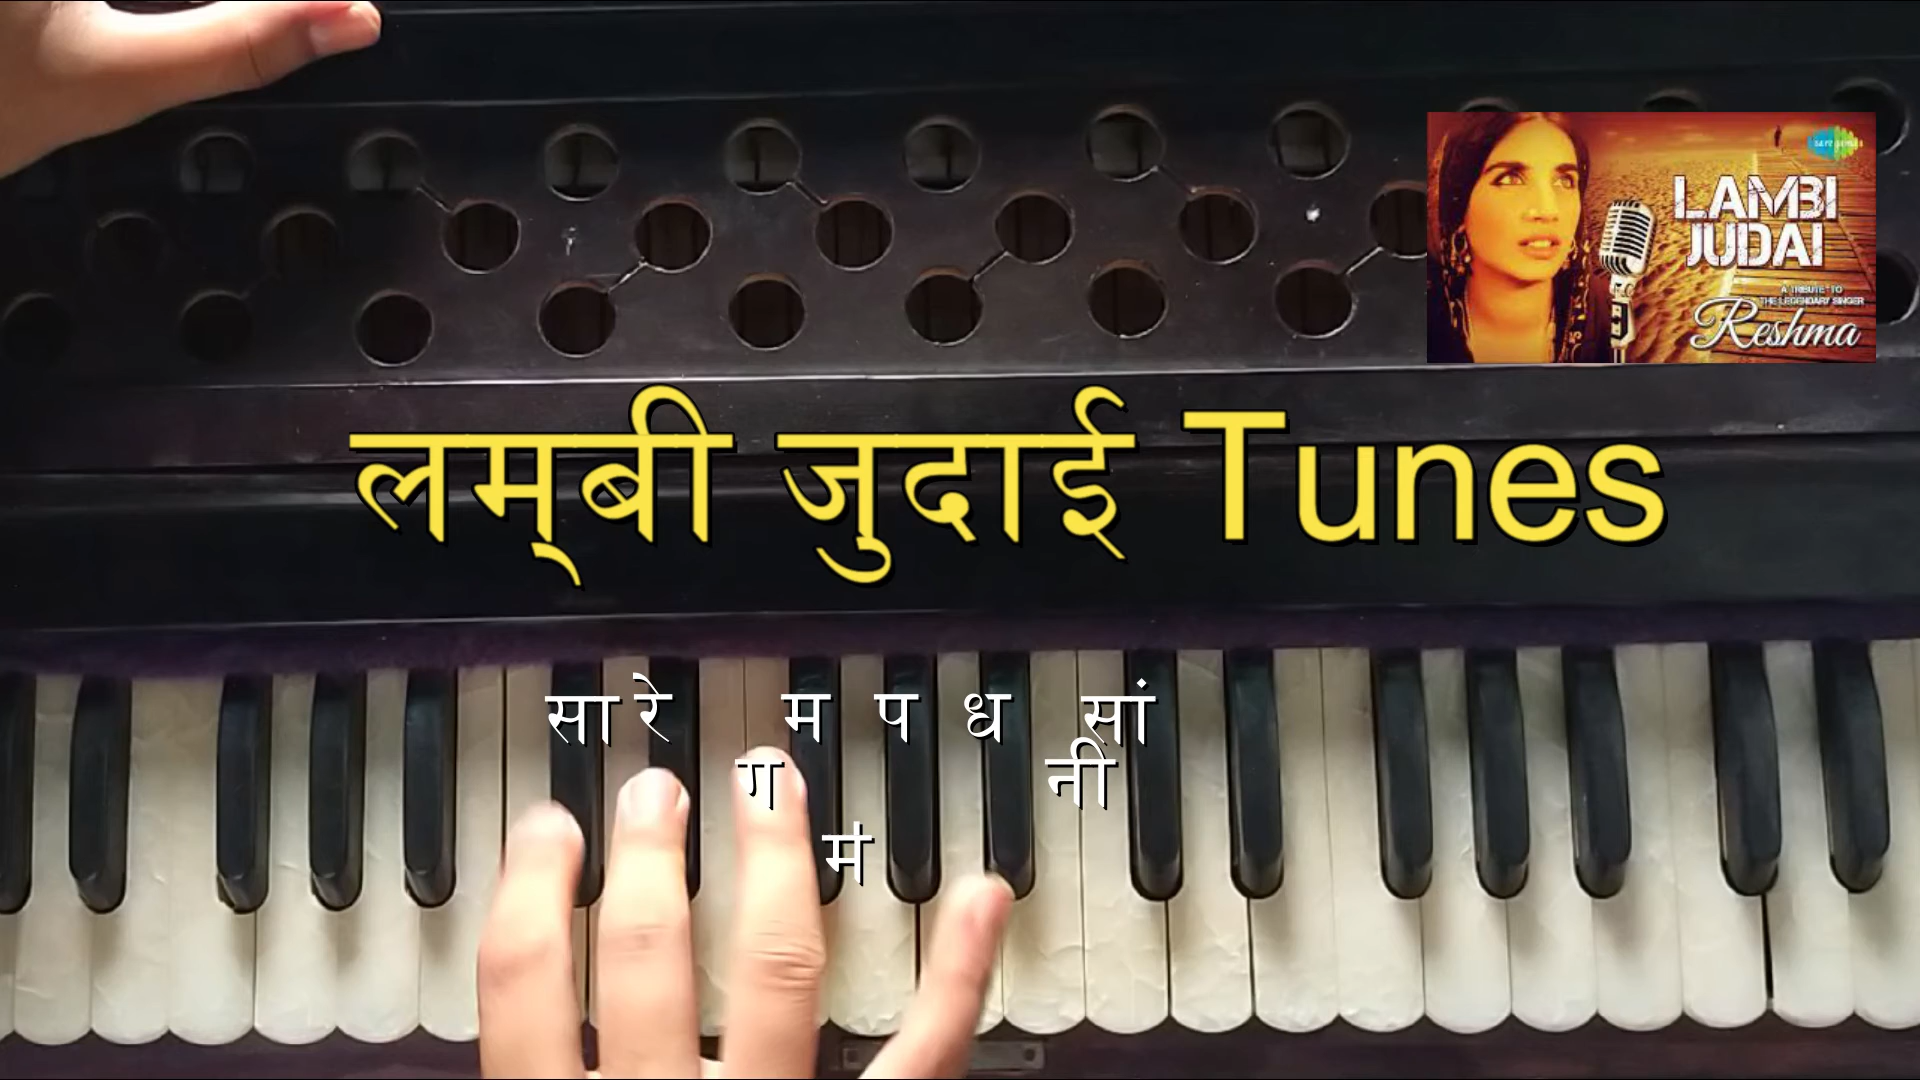 LAMBI
JUDAI
A TRIBUTE TO
THE LEGENDARY SINGER
Reshma
लम्‌बी जुदाई Tunes
सा रे म प ध सां
ग नी
म॑